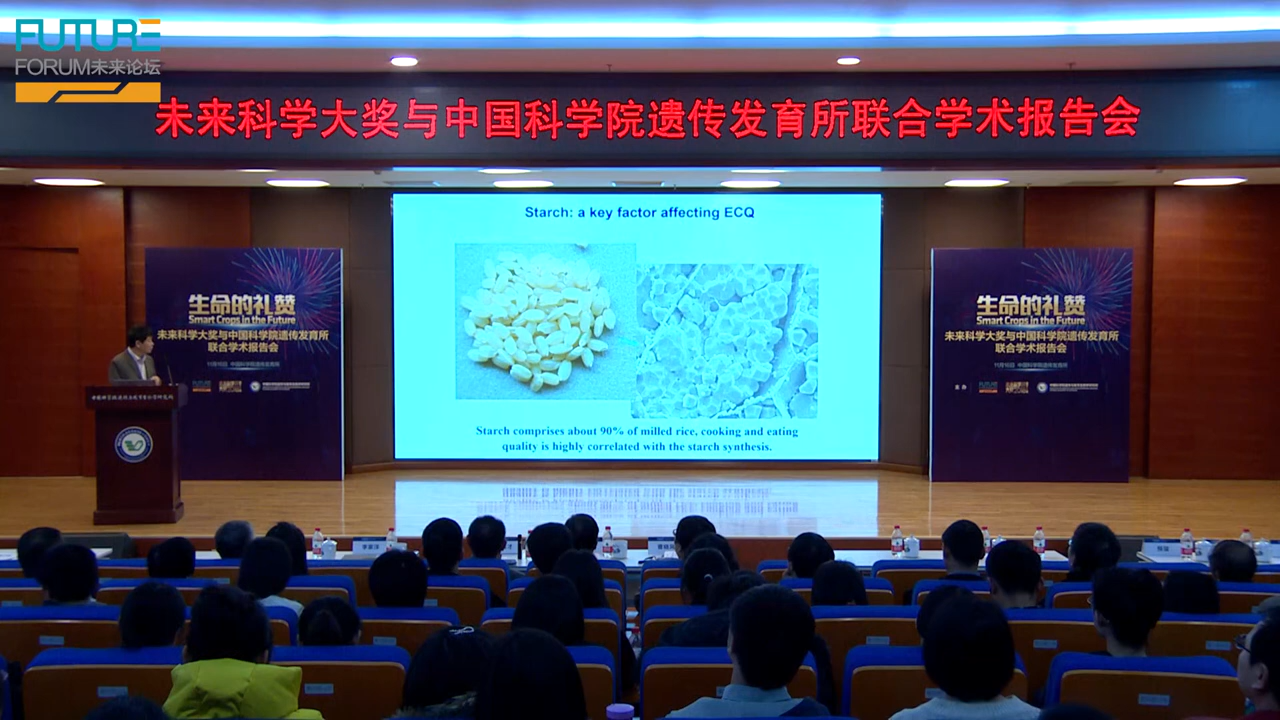 FUTURE
FORUM未来论坛
未来科学大奖与中国科学院遗传发育所联合学术报告会
Starch: a key factor affecting ECQ
Starch comprises about 90% of milled rice, cooking and eating
quality is highly correlated with the starch synthesis.
生命的礼赞
Smart Crops in the Future
未来科学大奖与中国科学院遗传发育所
联合学术报告会
生命的礼赞
Smart Crops in the Future
未来科学大奖与中国科学院遗传发育所
联合学术报告会
主办